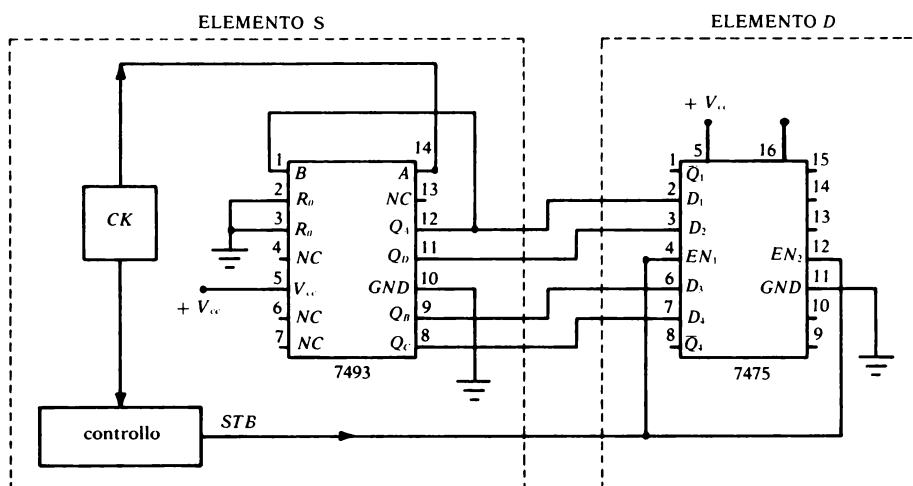 ELEMENTO S
ELEMENTO D
CK
controllo
STB
+ Vcc
1 B
2 R0
3 R0
4 NC
5 Vcc
6 NC
7 NC
14 A
13 NC
12 QA
11 QD
10 GND
9 QB
8 QC
7493
+ Vcc
5
16
1 Q̄1
2 D1
3 D2
4 EN1
6 D3
7 D4
8 Q̄4
15
14
13
12 EN2
11 GND
10
9
7475